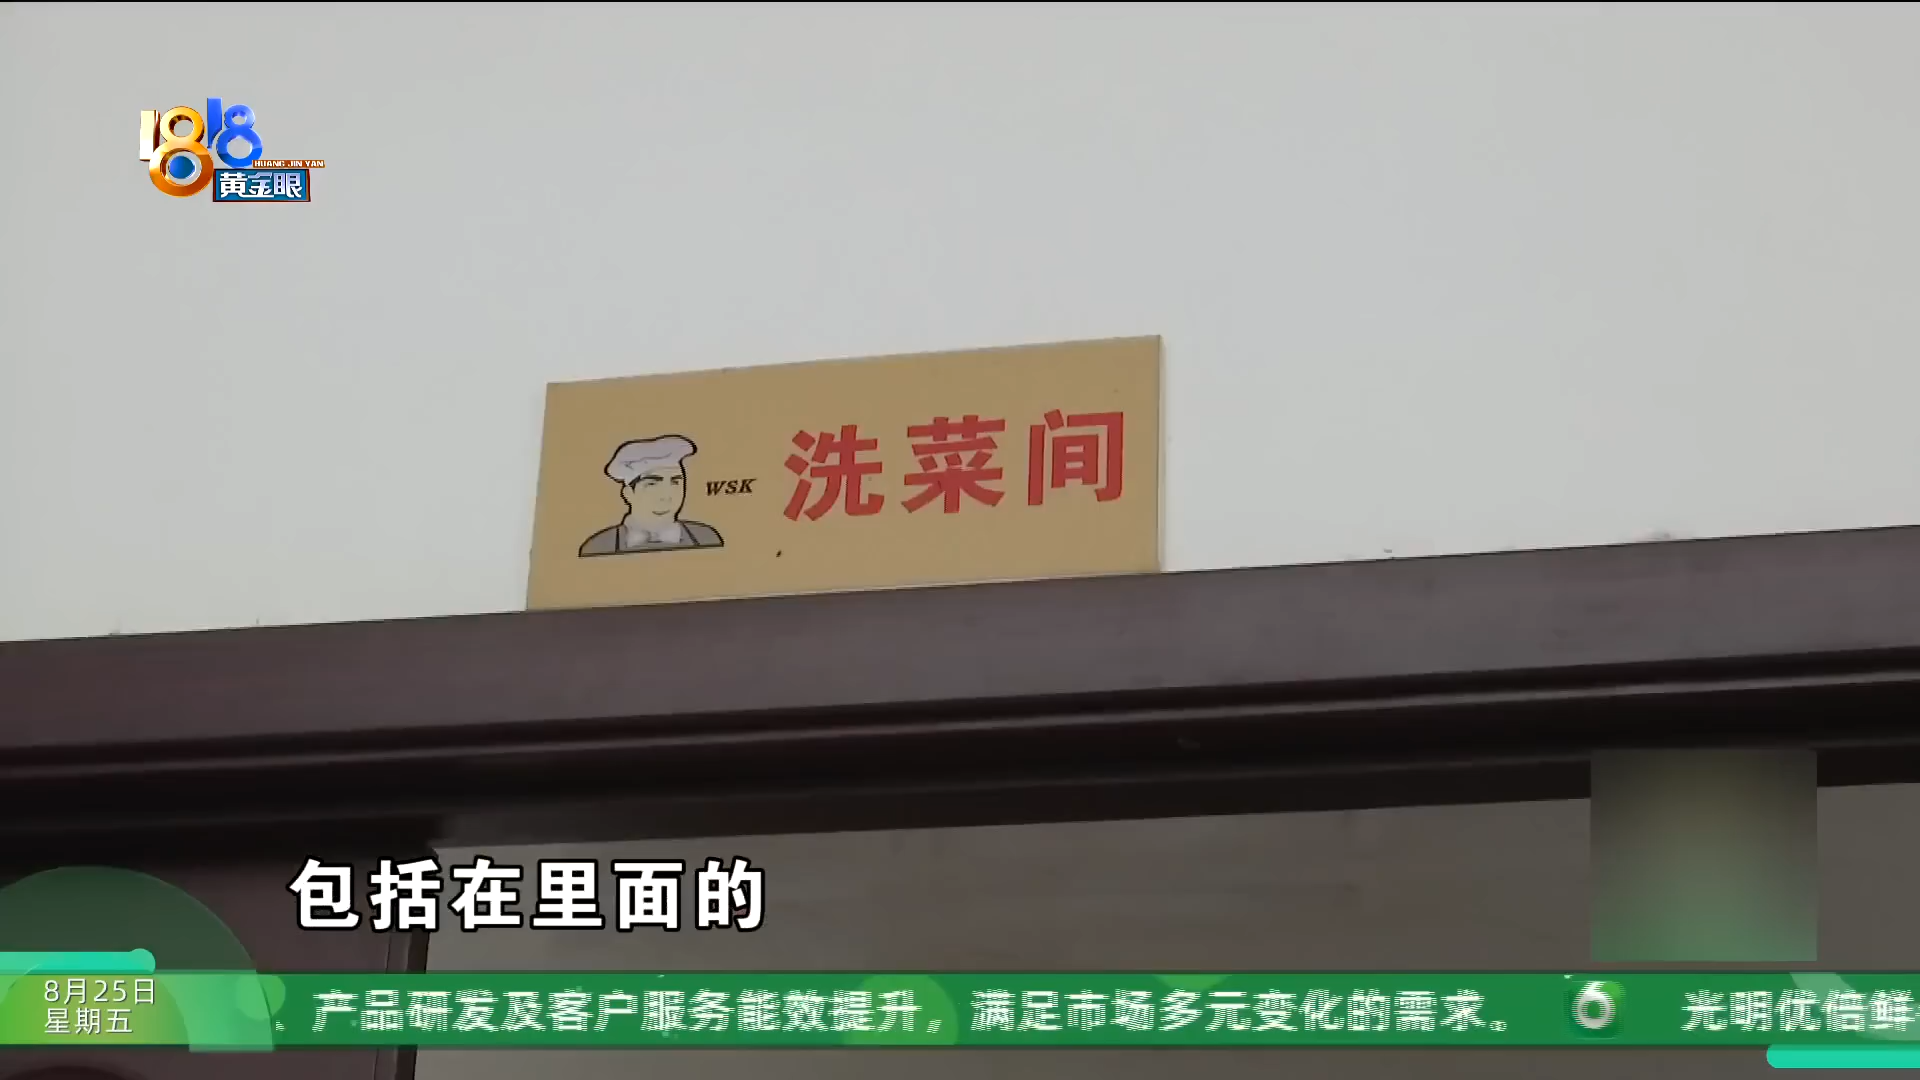 1818
HUANG JIN YAN
黄金眼
WSK 洗菜间
包括在里面的
8月25日
星期五
、产品研发及客户服务能效提升，满足市场多元变化的需求。 6 光明优倍鲜